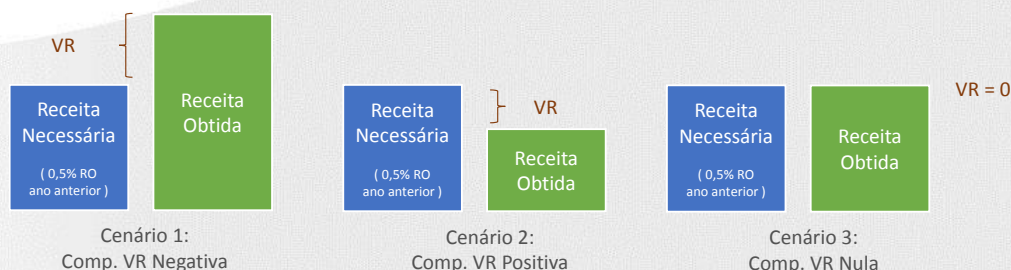 VR
Receita
Necessária
( 0,5% RO
ano anterior )
Receita
Obtida
Cenário 1:
Comp. VR Negativa
Receita
Necessária
( 0,5% RO
ano anterior )
VR
Receita
Obtida
Cenário 2:
Comp. VR Positiva
Receita
Necessária
( 0,5% RO
ano anterior )
Receita
Obtida
VR = 0
Cenário 3:
Comp. VR Nula